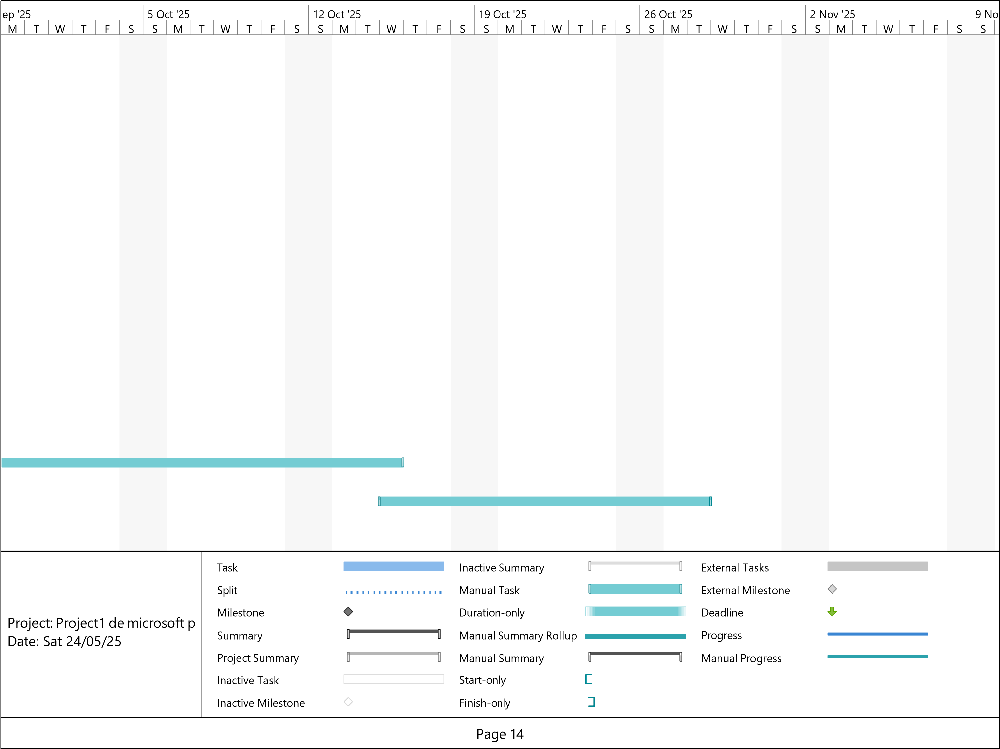 ep '25 5 Oct '25 12 Oct '25 19 Oct '25 26 Oct '25 2 Nov '25 9 No
M T W T F S S M T W T F S S M T W T F S S M T W T F S S M T W T F S S M T W T F S S
Project: Project1 de microsoft p
Date: Sat 24/05/25
Task Inactive Summary External Tasks
Split Manual Task External Milestone
Milestone Duration-only Deadline
Summary Manual Summary Rollup Progress
Project Summary Manual Summary Manual Progress
Inactive Task Start-only
Inactive Milestone Finish-only
Page 14